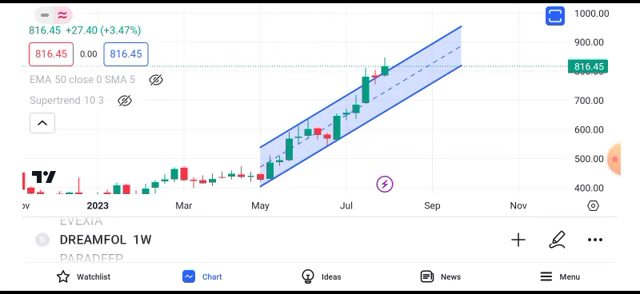 816.45 +27.40 (+3.47%)
816.45 0.00 816.45
EMA 50 close 0 SMA 5
Supertrend 10 3
1000.00
900.00
816.45
800.00
700.00
600.00
500.00
400.00
ov 2023 Mar May Jul Sep Nov
EVEXIA
D DREAMFOL 1W
PARADEEP
Watchlist Chart Ideas News Menu